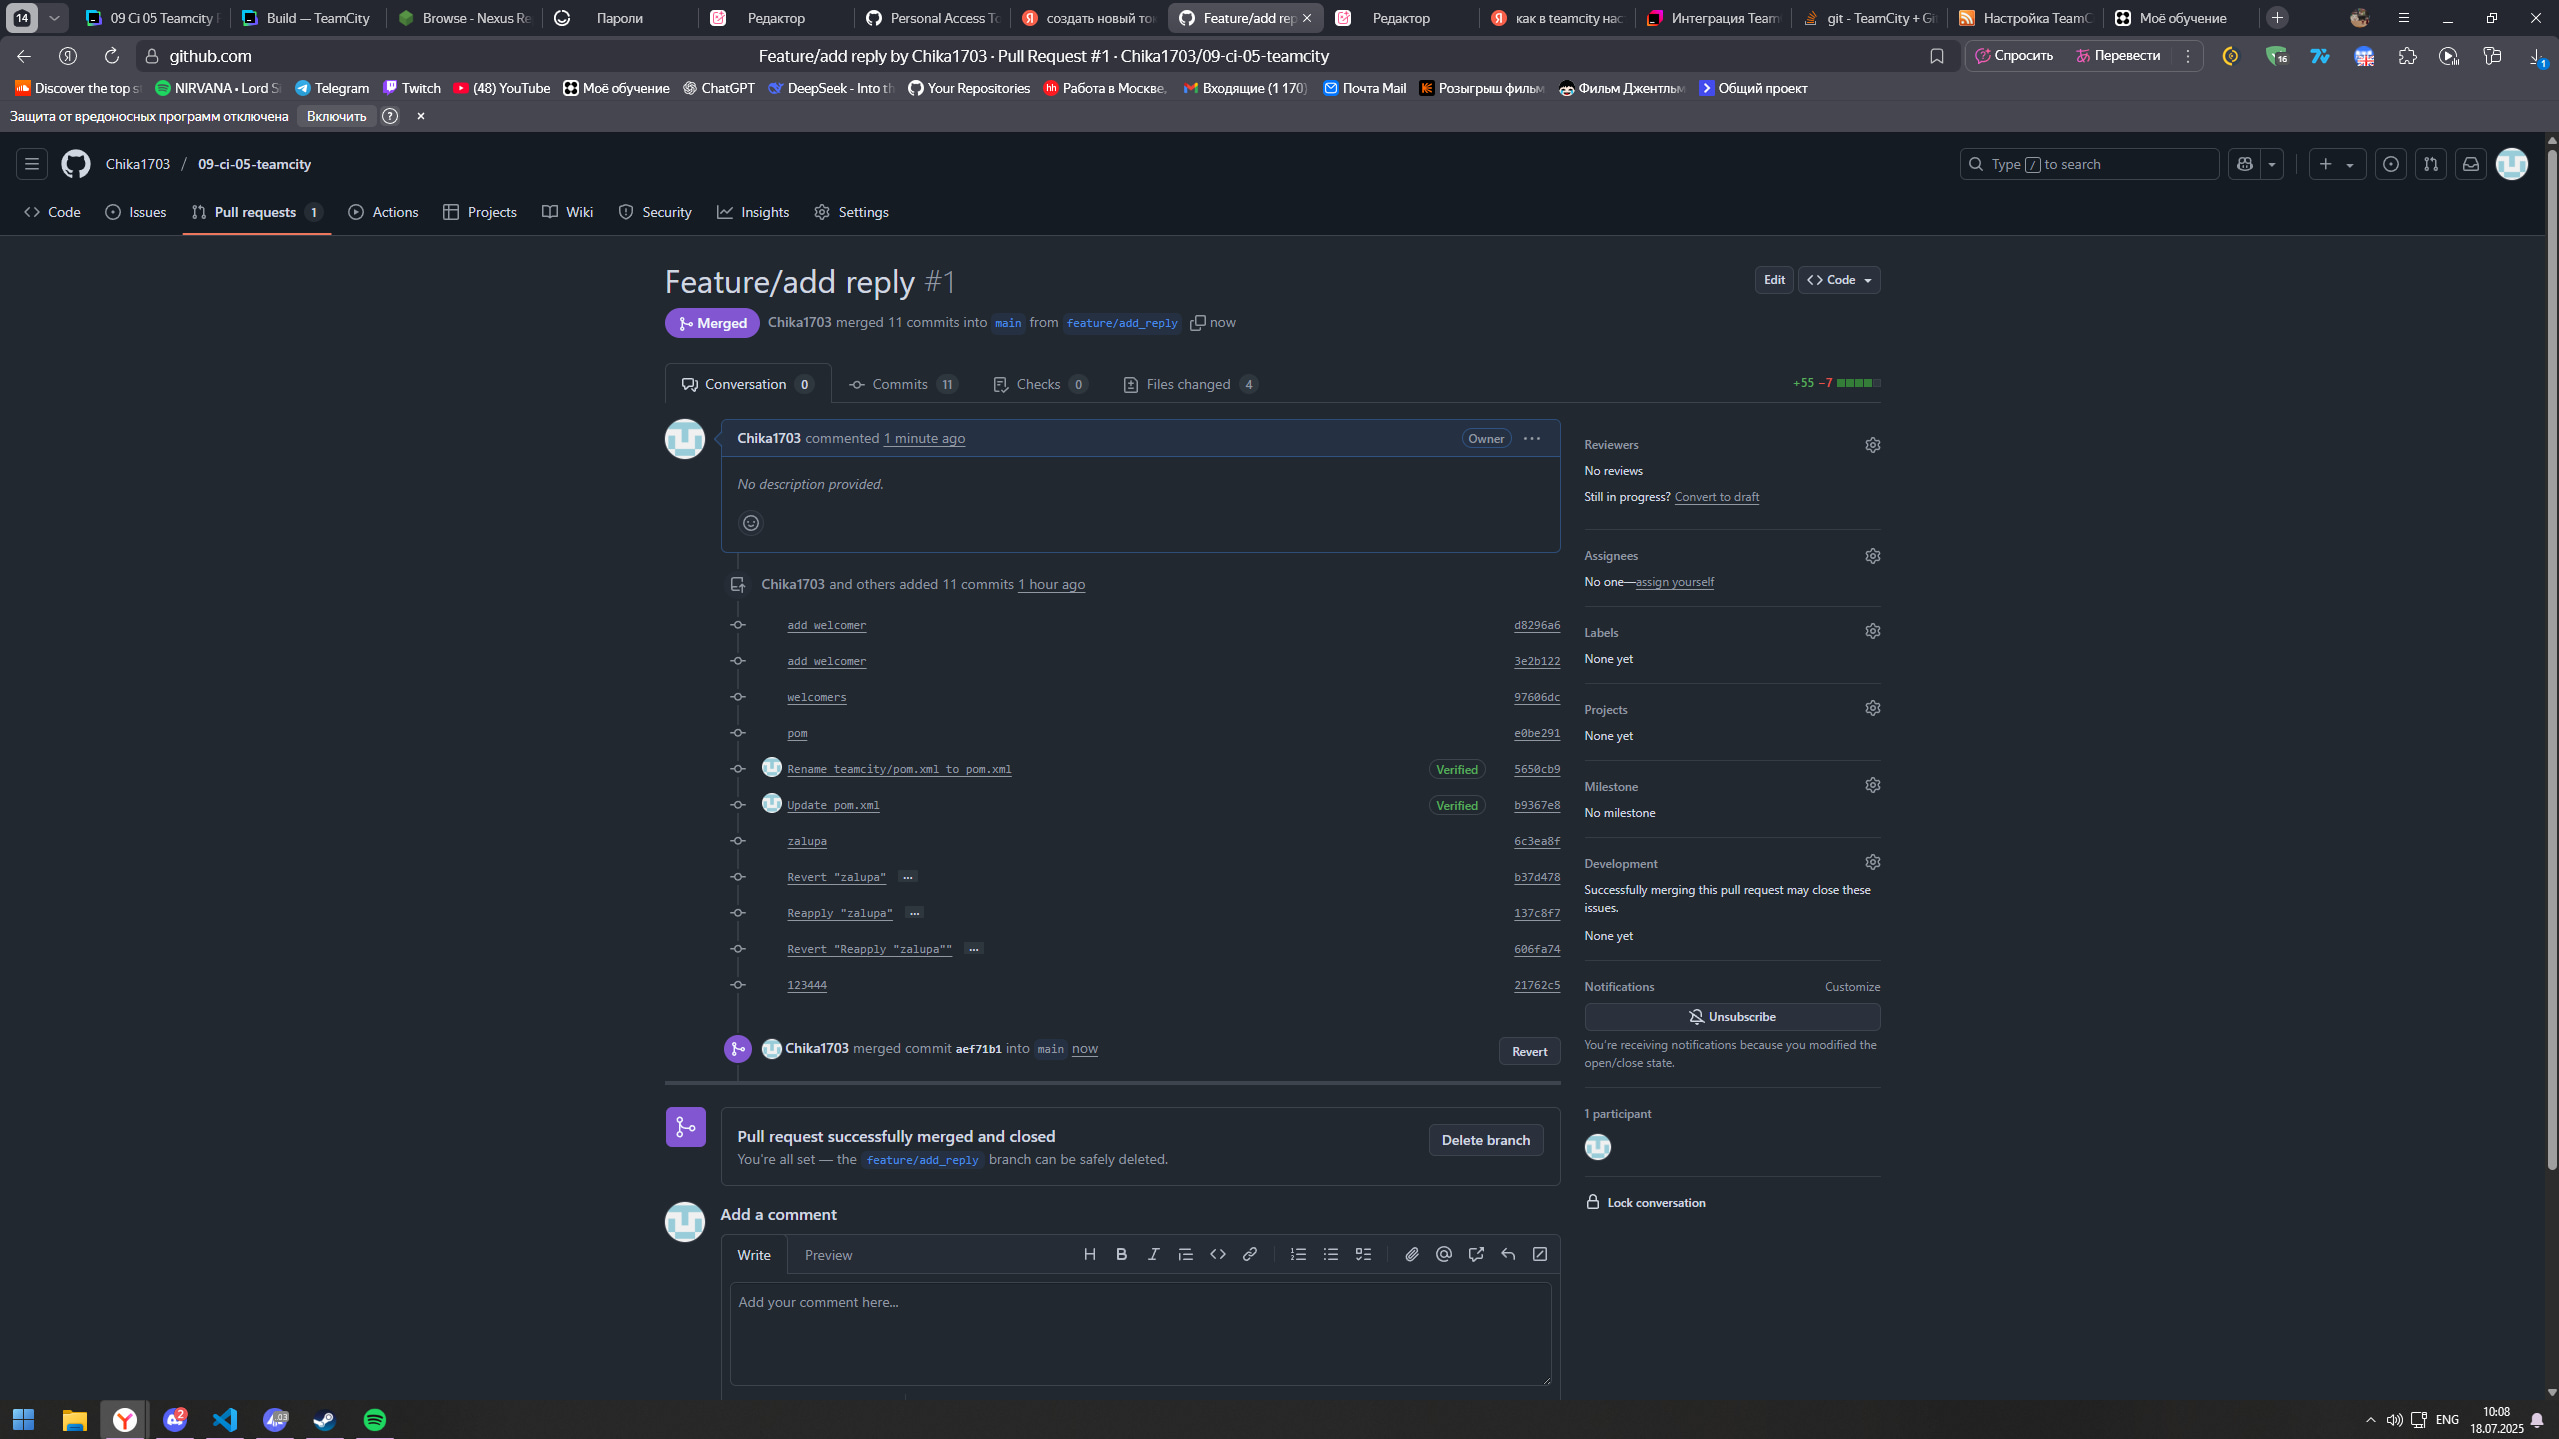 14
09 Ci 05 Teamcity
Build — TeamCity
Browse - Nexus Re
Пароли
Редактор
Personal Access To
создать новый ток
Feature/add rep
Редактор
как в teamcity нас
Интеграция Team
git - TeamCity + Gi
Настройка TeamC
Моё обучение
github.com
Feature/add reply by Chika1703 · Pull Request #1 · Chika1703/09-ci-05-teamcity
Спросить
Перевести
16
1
Discover the top s
NIRVANA • Lord Si
Telegram
Twitch
(48) YouTube
Моё обучение
ChatGPT
DeepSeek - Into th
Your Repositories
Работа в Москве,
Входящие (1 170)
Почта Mail
Розыгрыш фильм
Фильм Джентльм
Общий проект
Защита от вредоносных программ отключена
Включить
Chika1703 / 09-ci-05-teamcity
Type / to search
Code
Issues
Pull requests 1
Actions
Projects
Wiki
Security
Insights
Settings
Feature/add reply #1
Edit
Code
Merged
Chika1703 merged 11 commits into main from feature/add_reply now
Conversation 0
Commits 11
Checks 0
Files changed 4
+55 −7
Chika1703 commented 1 minute ago
Owner
No description provided.
Chika1703 and others added 11 commits 1 hour ago
add welcomer d8296a6
add welcomer 3e2b122
welcomers 97606dc
pom e0be291
Rename teamcity/pom.xml to pom.xml Verified 5650cb9
Update pom.xml Verified b9367e8
zalupa 6c3ea8f
Revert "zalupa" … b37d478
Reapply "zalupa" … 137c8f7
Revert "Reapply "zalupa"" … 606fa74
123444 21762c5
Chika1703 merged commit aef71b1 into main now
Revert
Pull request successfully merged and closed
You're all set — the feature/add_reply branch can be safely deleted.
Delete branch
Add a comment
Write
Preview
Add your comment here...
Reviewers
No reviews
Still in progress? Convert to draft
Assignees
No one—assign yourself
Labels
None yet
Projects
None yet
Milestone
No milestone
Development
Successfully merging this pull request may close these
issues.
None yet
Notifications
Customize
Unsubscribe
You're receiving notifications because you modified the
open/close state.
1 participant
Lock conversation
2
.03
ENG
10:08
18.07.2025